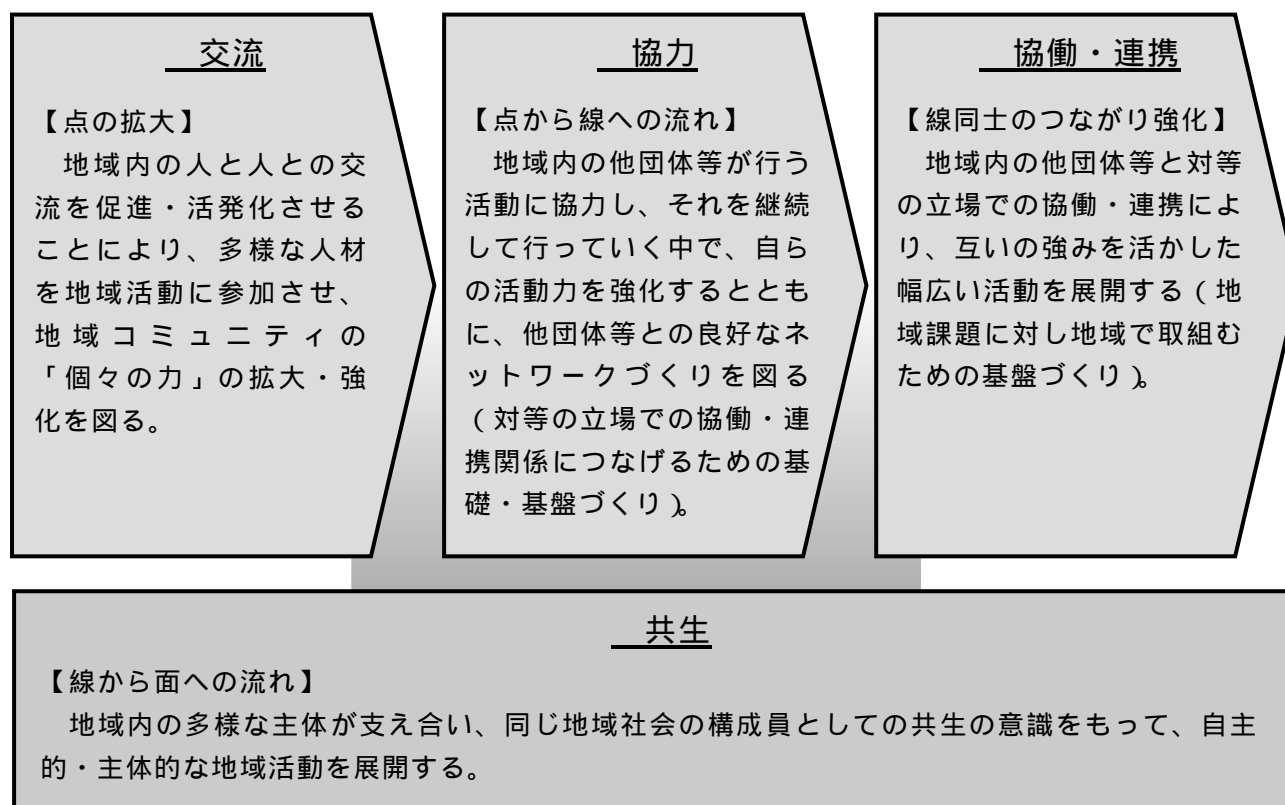 交流
【点の拡大】
地域内の人と人との交
流を促進・活発化させる
ことにより、多様な人材
を地域活動に参加させ、
地域コミュニティの
「個々の力」の拡大・強
化を図る。
協力
【点から線への流れ】
地域内の他団体等が行う
活動に協力し、それを継続
して行っていく中で、自ら
の活動力を強化するととも
に、他団体等との良好なネ
ットワークづくりを図る
(対等の立場での協働・連
携関係につなげるための基
礎・基盤づくり)。
協働・連携
【線同士のつながり強化】
地域内の他団体等と対等
の立場での協働・連携によ
り、互いの強みを活かした
幅広い活動を展開する(地
域課題に対し地域で取組む
ための基盤づくり)。
共生
【線から面への流れ】
地域内の多様な主体が支え合い、同じ地域社会の構成員としての共生の意識をもって、自主
的・主体的な地域活動を展開する。